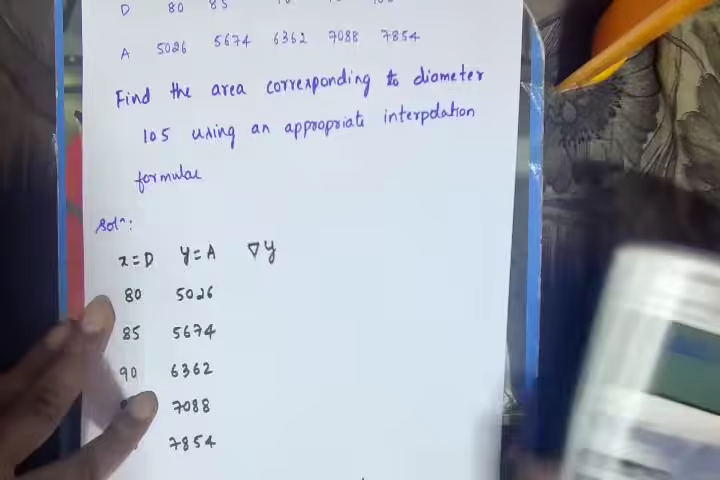 D 80 85
A 5026 5674 6362 7088 7854
Find the area corresponding to diameter
105 using an appropriate interpolation
formulae
Soln:
x=D y=A ∇y
80 5026
85 5674
90 6362
7088
7854